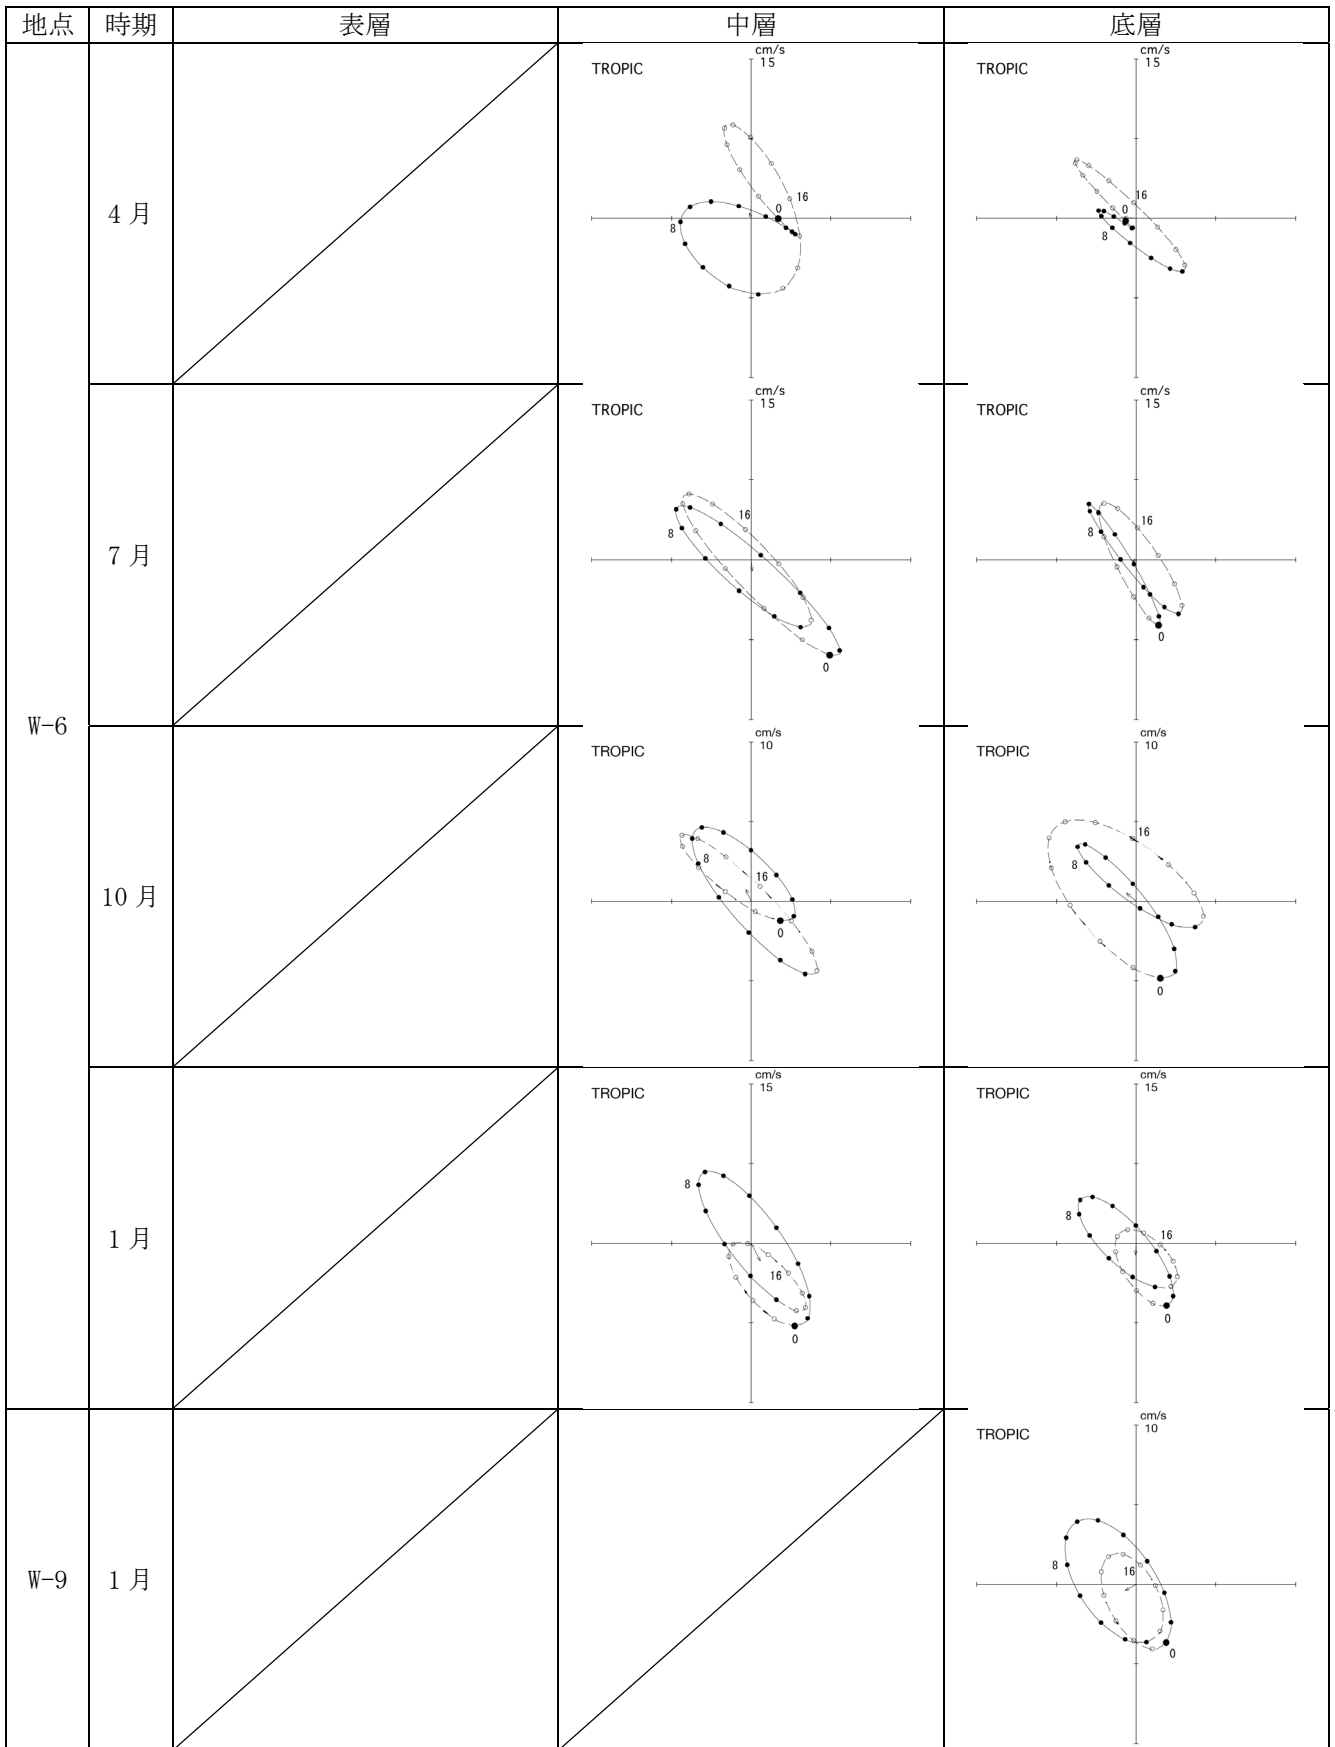 地点 時期 表層 中層 底層
W-6
4月
TROPIC
cm/s
15
16
0
8
TROPIC
cm/s
15
16
0
8
7月
TROPIC
cm/s
15
16
8
0
TROPIC
cm/s
15
16
8
0
10月
TROPIC
cm/s
10
8
16
0
TROPIC
cm/s
10
16
8
0
1月
TROPIC
cm/s
15
8
16
0
TROPIC
cm/s
15
8
16
0
W-9
1月
TROPIC
cm/s
10
8
16
0